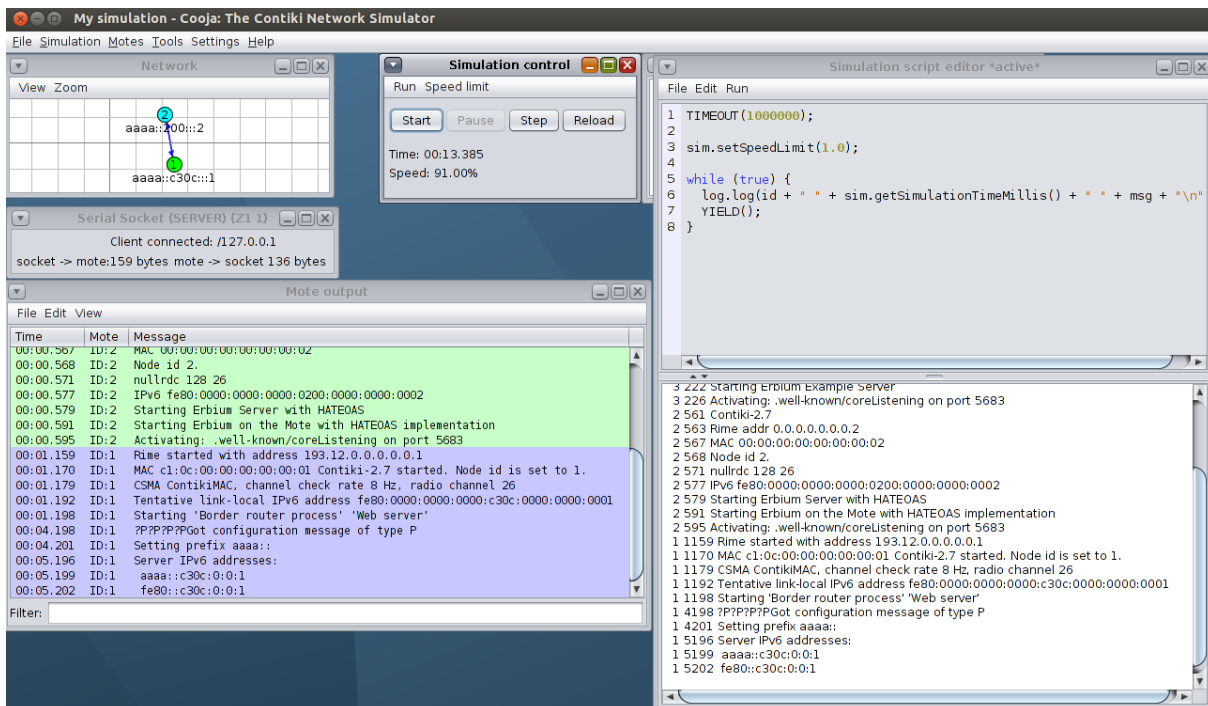 My simulation - Cooja: The Contiki Network Simulator
File Simulation Motes Tools Settings Help
Network
View Zoom
2
aaaa::200:::2
1
aaaa::c30c:::1
Simulation control
Run Speed limit
Start Pause Step Reload
Time: 00:13.385
Speed: 91.00%
Serial Socket (SERVER) (Z1 1)
Client connected: /127.0.0.1
socket -> mote:159 bytes mote -> socket 136 bytes
Mote output
File Edit View
Time Mote Message
00:00.567 ID:2 MAC 00:00:00:00:00:00:00:02
00:00.568 ID:2 Node id 2.
00:00.571 ID:2 nullrdc 128 26
00:00.577 ID:2 IPv6 fe80:0000:0000:0000:0200:0000:0000:0002
00:00.579 ID:2 Starting Erbium Server with HATEOAS
00:00.591 ID:2 Starting Erbium on the Mote with HATEOAS implementation
00:00.595 ID:2 Activating: .well-known/coreListening on port 5683
00:01.159 ID:1 Rime started with address 193.12.0.0.0.0.0.1
00:01.170 ID:1 MAC c1:0c:00:00:00:00:00:01 Contiki-2.7 started. Node id is set to 1.
00:01.179 ID:1 CSMA ContikiMAC, channel check rate 8 Hz, radio channel 26
00:01.192 ID:1 Tentative link-local IPv6 address fe80:0000:0000:0000:c30c:0000:0000:0001
00:01.198 ID:1 Starting 'Border router process' 'Web server'
00:04.198 ID:1 ?P?P?P?PGot configuration message of type P
00:04.201 ID:1 Setting prefix aaaa::
00:05.196 ID:1 Server IPv6 addresses:
00:05.199 ID:1 aaaa::c30c:0:0:1
00:05.202 ID:1 fe80::c30c:0:0:1
Filter:
Simulation script editor *active*
File Edit Run
1 TIMEOUT(1000000);
2
3 sim.setSpeedLimit(1.0);
4
5 while (true) {
6 log.log(id + " " + sim.getSimulationTimeMillis() + " " + msg + "\n"
7 YIELD();
8 }
3 222 Starting Erbium Example Server
3 226 Activating: .well-known/coreListening on port 5683
2 561 Contiki-2.7
2 563 Rime addr 0.0.0.0.0.0.0.2
2 567 MAC 00:00:00:00:00:00:00:02
2 568 Node id 2.
2 571 nullrdc 128 26
2 577 IPv6 fe80:0000:0000:0000:0200:0000:0000:0002
2 579 Starting Erbium Server with HATEOAS
2 591 Starting Erbium on the Mote with HATEOAS implementation
2 595 Activating: .well-known/coreListening on port 5683
1 1159 Rime started with address 193.12.0.0.0.0.0.1
1 1170 MAC c1:0c:00:00:00:00:00:01 Contiki-2.7 started. Node id is set to 1.
1 1179 CSMA ContikiMAC, channel check rate 8 Hz, radio channel 26
1 1192 Tentative link-local IPv6 address fe80:0000:0000:0000:c30c:0000:0000:0001
1 1198 Starting 'Border router process' 'Web server'
1 4198 ?P?P?P?PGot configuration message of type P
1 4201 Setting prefix aaaa::
1 5196 Server IPv6 addresses:
1 5199 aaaa::c30c:0:0:1
1 5202 fe80::c30c:0:0:1